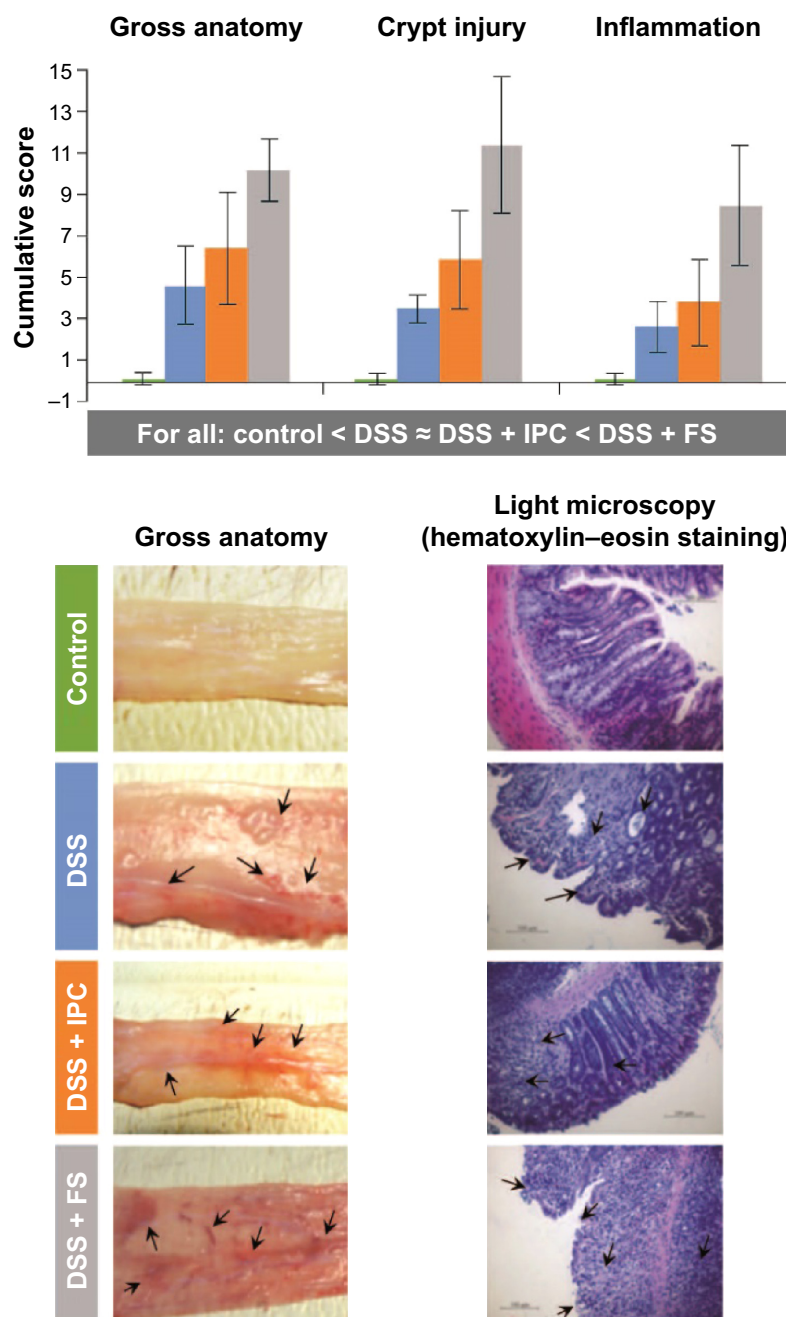 Gross anatomy Crypt injury Inflammation
Cumulative score
15
13
11
9
7
5
3
1
–1
For all: control < DSS ≈ DSS + IPC < DSS + FS
Light microscopy
Gross anatomy (hematoxylin–eosin staining)
Control
DSS
DSS + IPC
DSS + FS